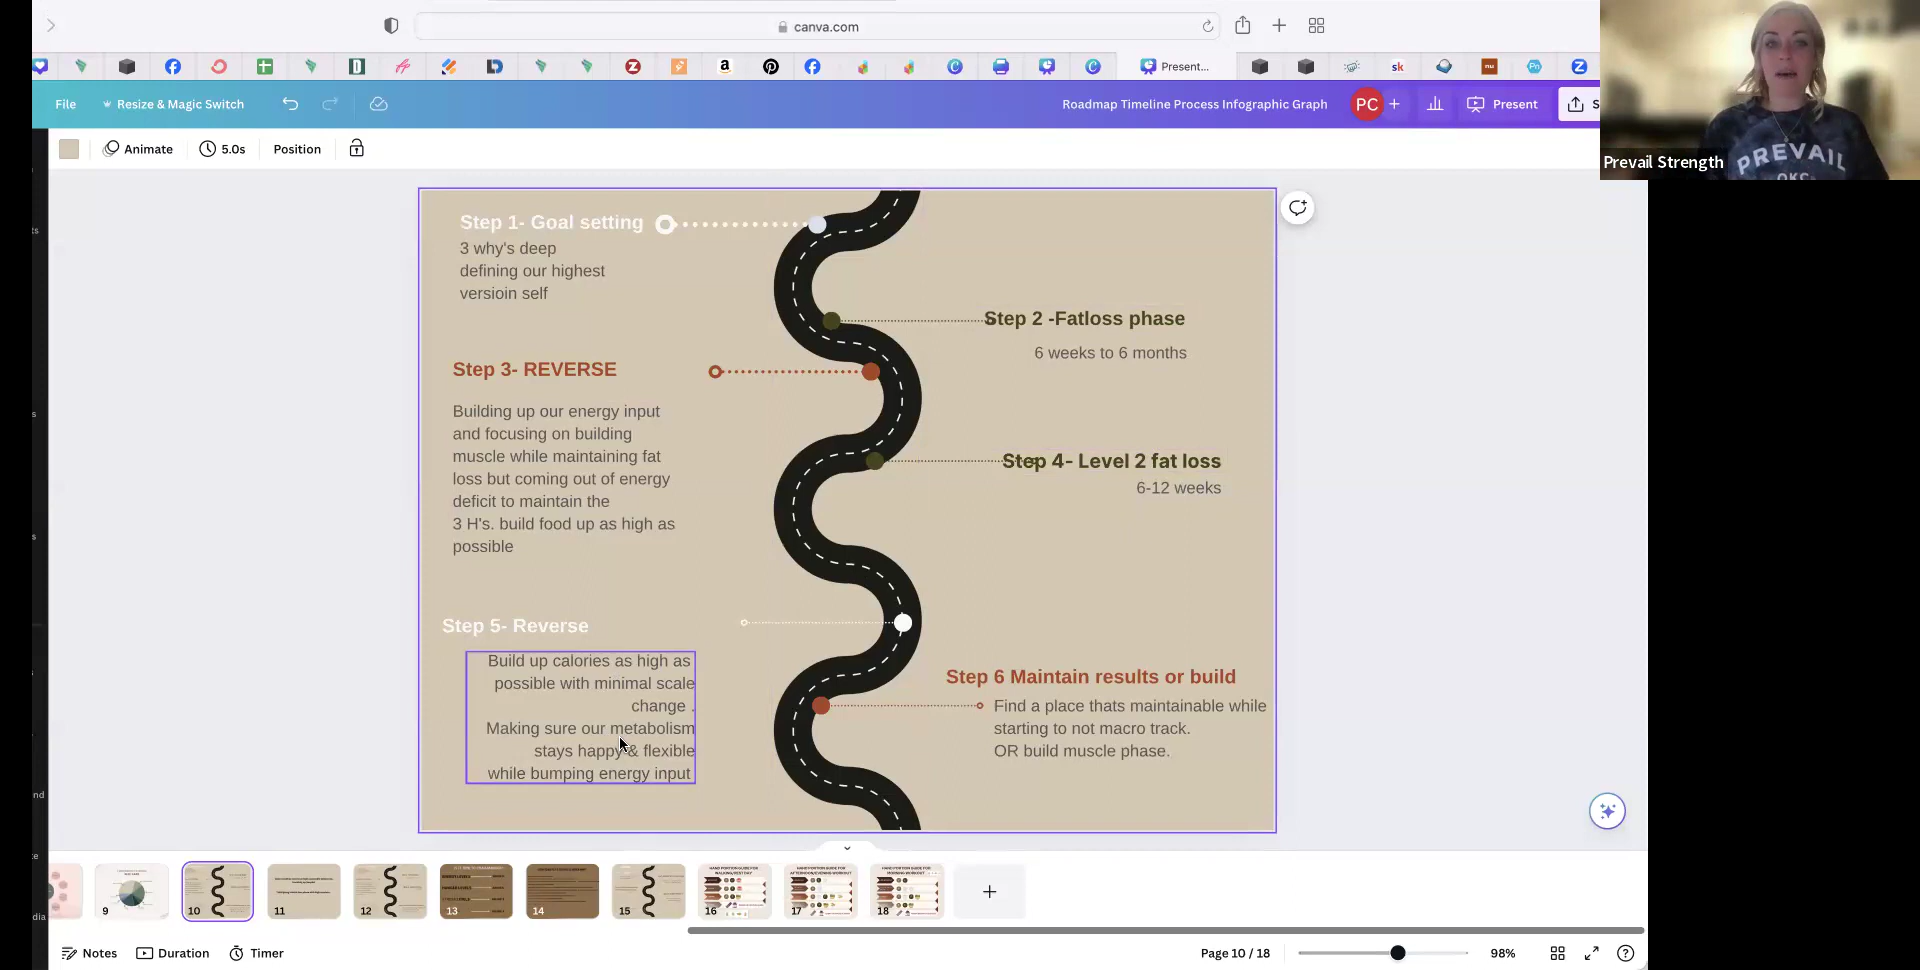 canva.com
Present...
File
Resize & Magic Switch
Roadmap Timeline Process Infographic Graph
PC
Present
S
Animate
5.0s
Position
Prevail Strength
PREVAIL
OKC
Step 1- Goal setting
3 why's deep
defining our highest
versioin self
Step 2 -Fatloss phase
6 weeks to 6 months
Step 3- REVERSE
Building up our energy input
and focusing on building
muscle while maintaining fat
loss but coming out of energy
deficit to maintain the
3 H's. build food up as high as
possible
Step 4- Level 2 fat loss
6-12 weeks
Step 5- Reverse
Build up calories as high as
possible with minimal scale
change .
Making sure our metabolism
stays happy & flexible
while bumping energy input
Step 6 Maintain results or build
Find a place thats maintainable while
starting to not macro track.
OR build muscle phase.
9
10
11
12
13
14
15
16
17
18
Notes
Duration
Timer
Page 10 / 18
98%